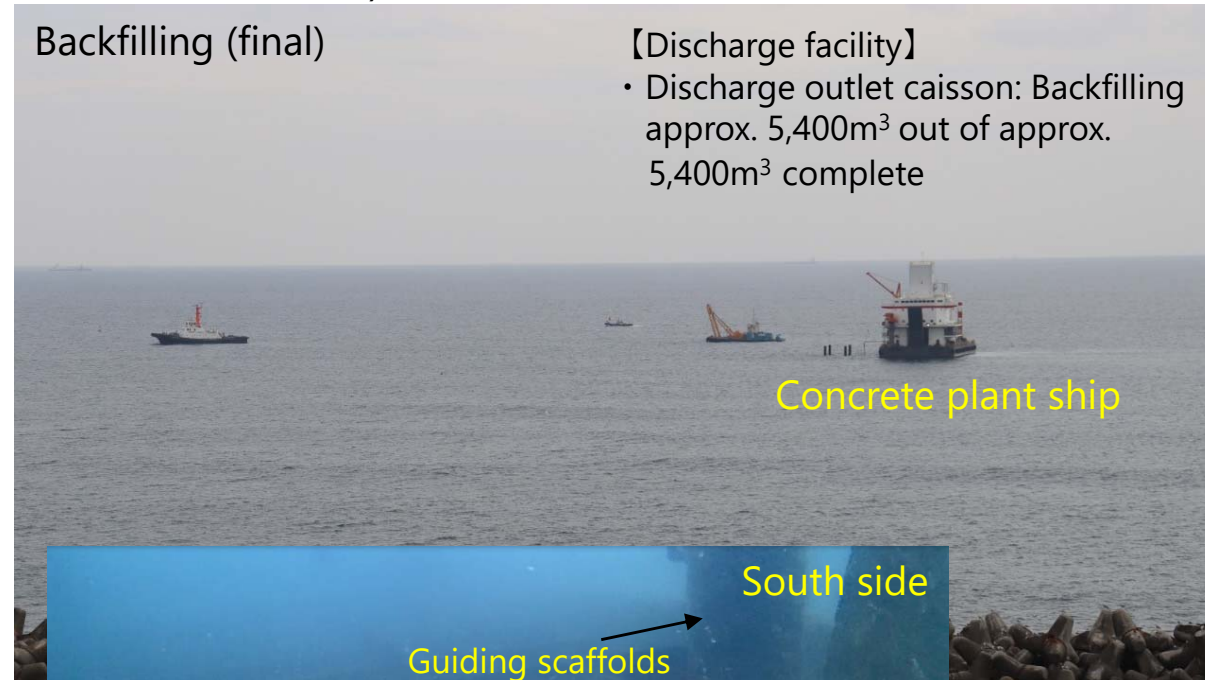 Backfilling (final)
【Discharge facility】
・Discharge outlet caisson: Backfilling
approx. 5,400m³ out of approx.
5,400m³ complete
Concrete plant ship
South side
Guiding scaffolds